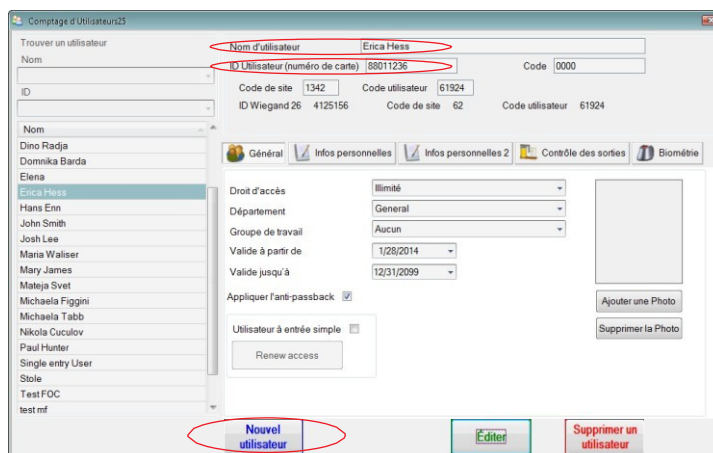 Comptage d'Utilisateurs25
Trouver un utilisateur
Nom
ID
Nom
Dino Radja
Domnika Barda
Elena
Erica Hess
Hans Enn
John Smith
Josh Lee
Maria Waliser
Mary James
Mateja Svet
Michaela Figgini
Michaela Tabb
Nikola Cuculov
Paul Hunter
Single entry User
Stole
Test FOC
test mf
Nom d'utilisateur Erica Hess
ID Utilisateur (numéro de carte) 88011236 Code 0000
Code de site 1342 Code utilisateur 61924
ID Wiegand 26 4125156 Code de site 62 Code utilisateur 61924
Général Infos personnelles Infos personnelles 2 Contrôle des sorties Biométrie
Droit d'accès Illimité
Département General
Groupe de travail Aucun
Valide à partir de 1/28/2014
Valide jusqu'à 12/31/2099
Appliquer l'anti-passback
Utilisateur à entrée simple
Renew access
Ajouter une Photo
Supprimer la Photo
Nouvel
utilisateur
Éditer
Supprimer un
utilisateur